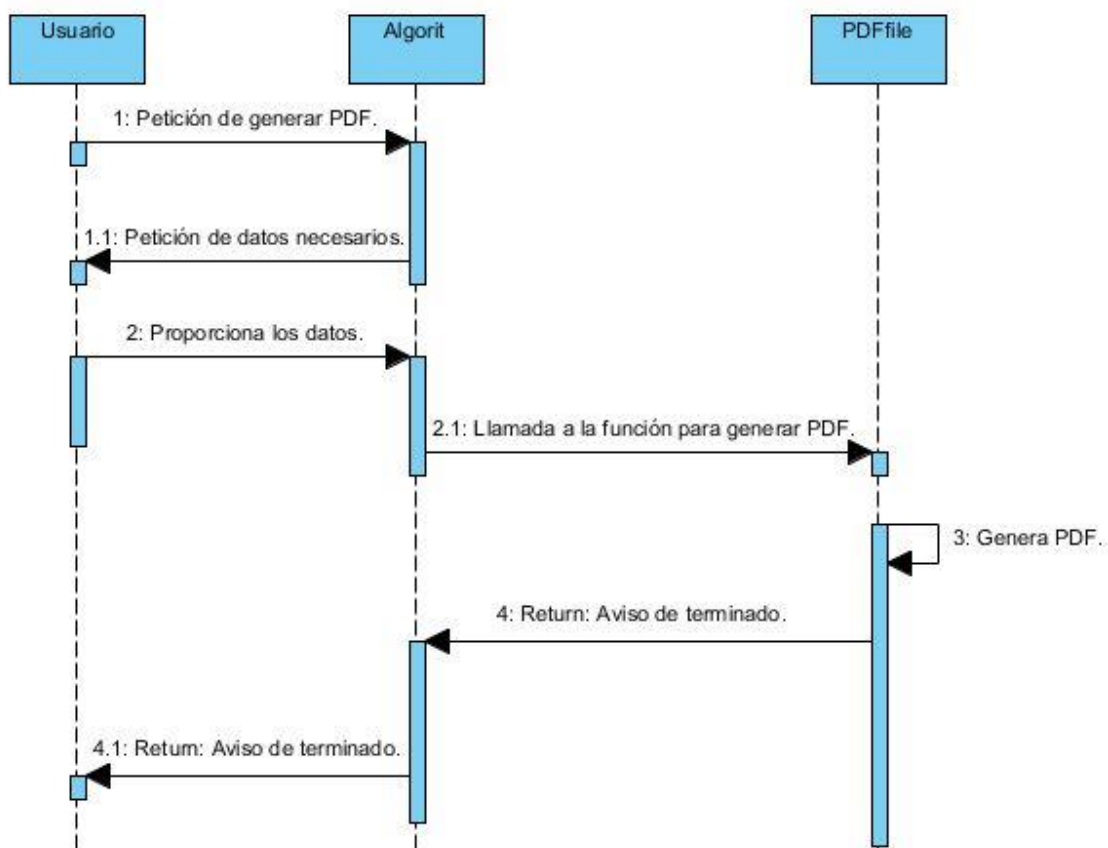 Usuario
Algorit
PDFfile
1: Petición de generar PDF.
1.1: Petición de datos necesarios.
2: Proporciona los datos.
2.1: Llamada a la función para generar PDF.
3: Genera PDF.
4: Return: Aviso de terminado.
4.1: Return: Aviso de terminado.